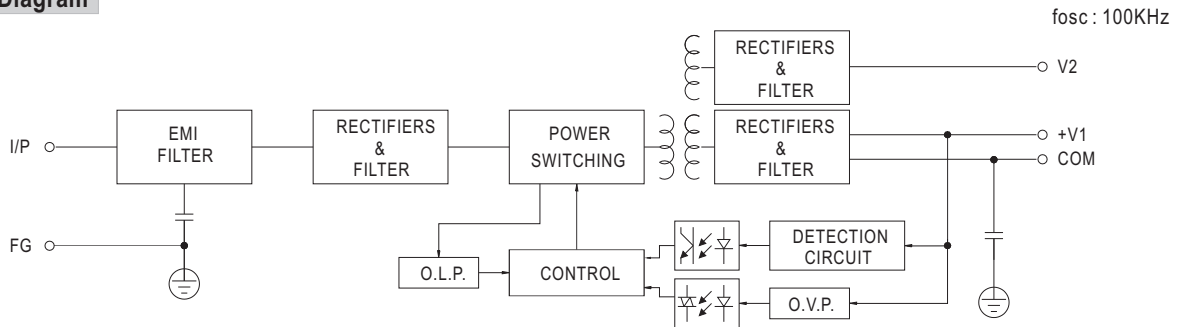 Diagram
fosc : 100KHz
RECTIFIERS
&
FILTER
V2
I/P
EMI
FILTER
RECTIFIERS
&
FILTER
POWER
SWITCHING
RECTIFIERS
&
FILTER
+V1
COM
FG
O.L.P.
CONTROL
DETECTION
CIRCUIT
O.V.P.